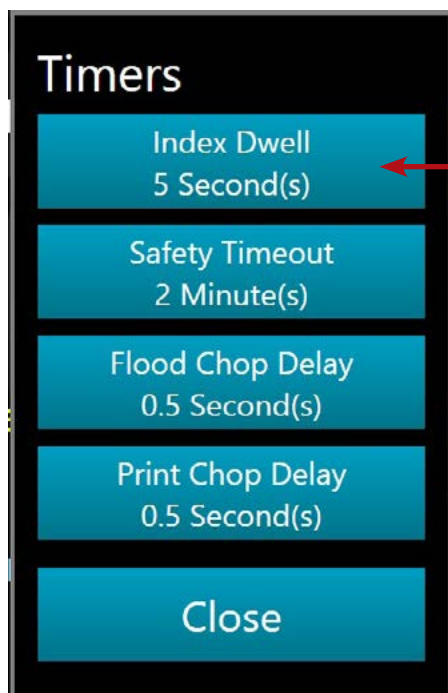 Timers
Index Dwell
5 Second(s)
Safety Timeout
2 Minute(s)
Flood Chop Delay
0.5 Second(s)
Print Chop Delay
0.5 Second(s)
Close